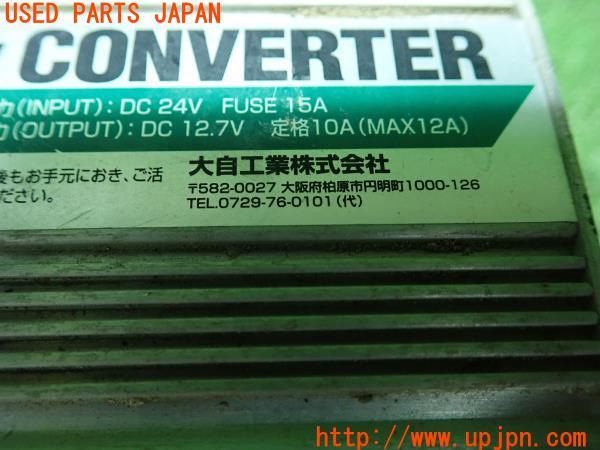 USED PARTS JAPAN
CONVERTER
(INPUT): DC 24V FUSE 15A
(OUTPUT): DC 12.7V 定格10A(MAX12A)
後もお手元におき、ご活
ださい。
大自工業株式会社
〒582-0027 大阪府柏原市円明町1000-126
TEL.0729-76-0101(代)
http://www.upjpn.com/